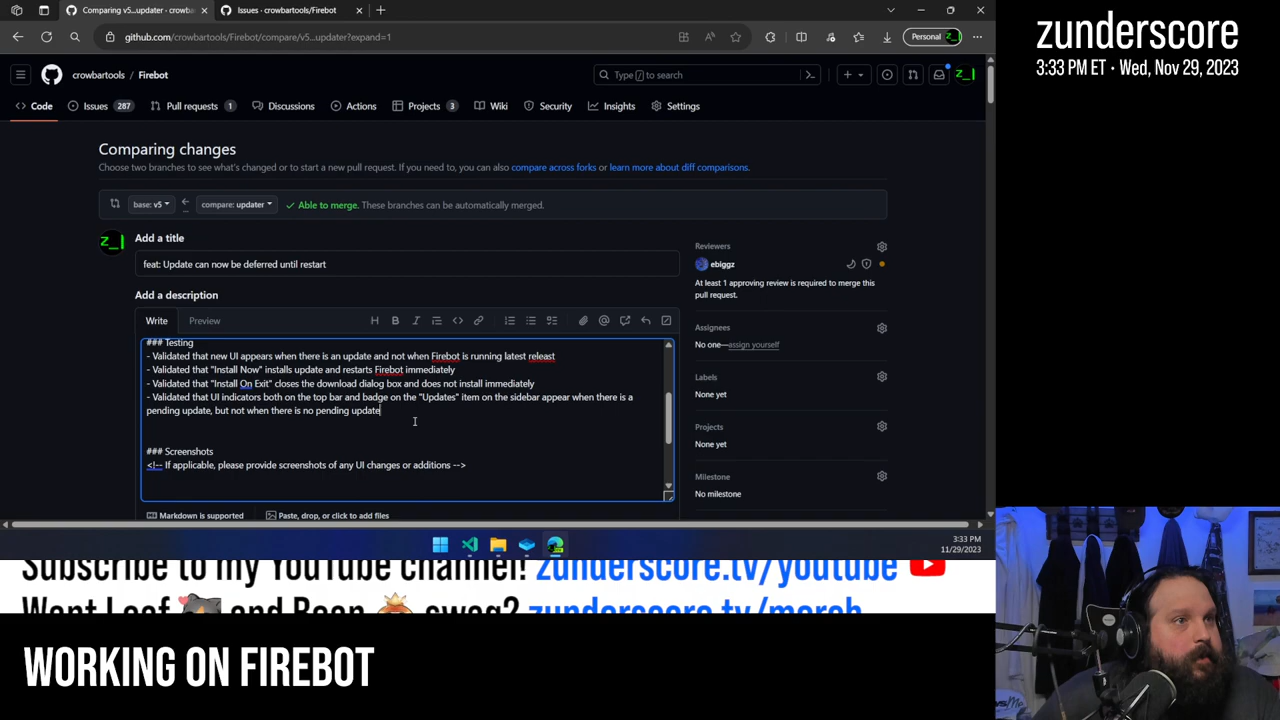 Comparing v5...updater · crowba
Issues · crowbartools/Firebot
zunderscore
3:33 PM ET · Wed, Nov 29, 2023
github.com/crowbartools/Firebot/compare/v5...updater?expand=1
Personal
crowbartools / Firebot
Type / to search
Code
Issues 287
Pull requests 1
Discussions
Actions
Projects 3
Wiki
Security
Insights
Settings
Comparing changes
Choose two branches to see what's changed or to start a new pull request. If you need to, you can also compare across forks or learn more about diff comparisons.
base: v5
compare: updater
Able to merge. These branches can be automatically merged.
Add a title
feat: Update can now be deferred until restart
Add a description
Write
Preview
### Testing
- Validated that new UI appears when there is an update and not when Firebot is running latest releast
- Validated that "Install Now" installs update and restarts Firebot immediately
- Validated that "Install On Exit" closes the download dialog box and does not install immediately
- Validated that UI indicators both on the top bar and badge on the "Updates" item on the sidebar appear when there is a
pending update, but not when there is no pending update
### Screenshots
<!-- If applicable, please provide screenshots of any UI changes or additions -->
Markdown is supported
Paste, drop, or click to add files
Reviewers
ebiggz
At least 1 approving review is required to merge this
pull request.
Assignees
No one—assign yourself
Labels
None yet
Projects
None yet
Milestone
No milestone
3:33 PM
11/29/2023
Subscribe to my YouTube channel! zunderscore.tv/youtube
Want Leaf and Bean swag? zunderscore.tv/merch
WORKING ON FIREBOT